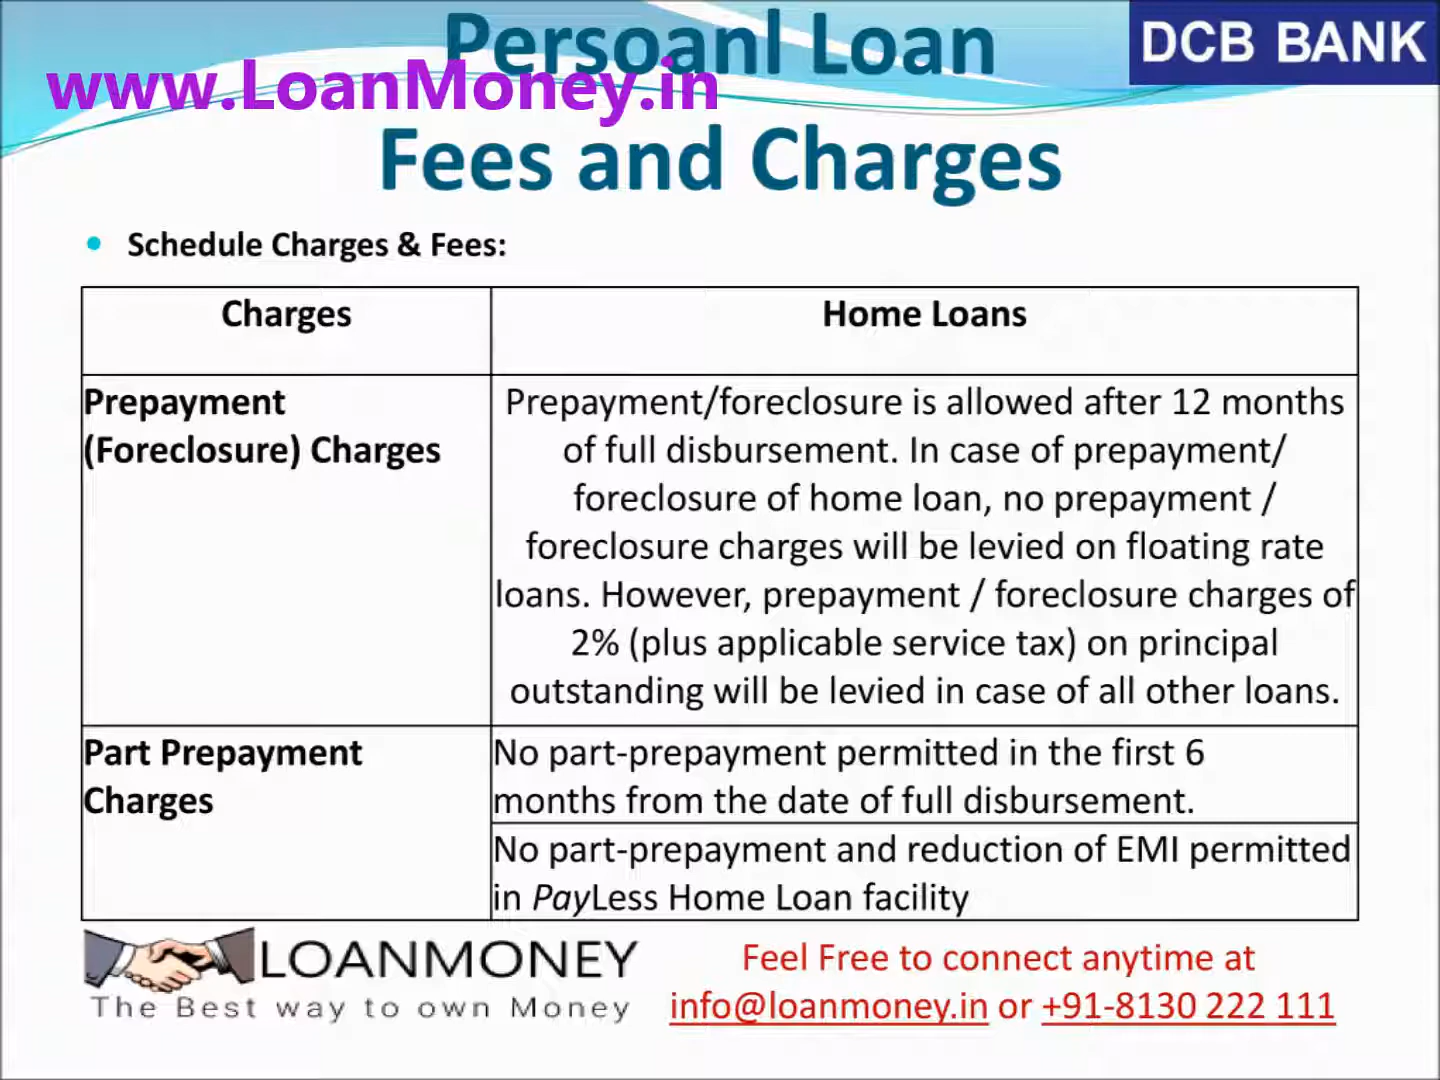 Persoanl Loan
DCB BANK
www.LoanMoney.in
Fees and Charges
• Schedule Charges & Fees:
Charges
Home Loans
Prepayment
(Foreclosure) Charges
Prepayment/foreclosure is allowed after 12 months
of full disbursement. In case of prepayment/
foreclosure of home loan, no prepayment /
foreclosure charges will be levied on floating rate
loans. However, prepayment / foreclosure charges of
2% (plus applicable service tax) on principal
outstanding will be levied in case of all other loans.
Part Prepayment
Charges
No part-prepayment permitted in the first 6
months from the date of full disbursement.
No part-prepayment and reduction of EMI permitted
in PayLess Home Loan facility
LOANMONEY
The Best way to own Money
Feel Free to connect anytime at
info@loanmoney.in or +91-8130 222 111